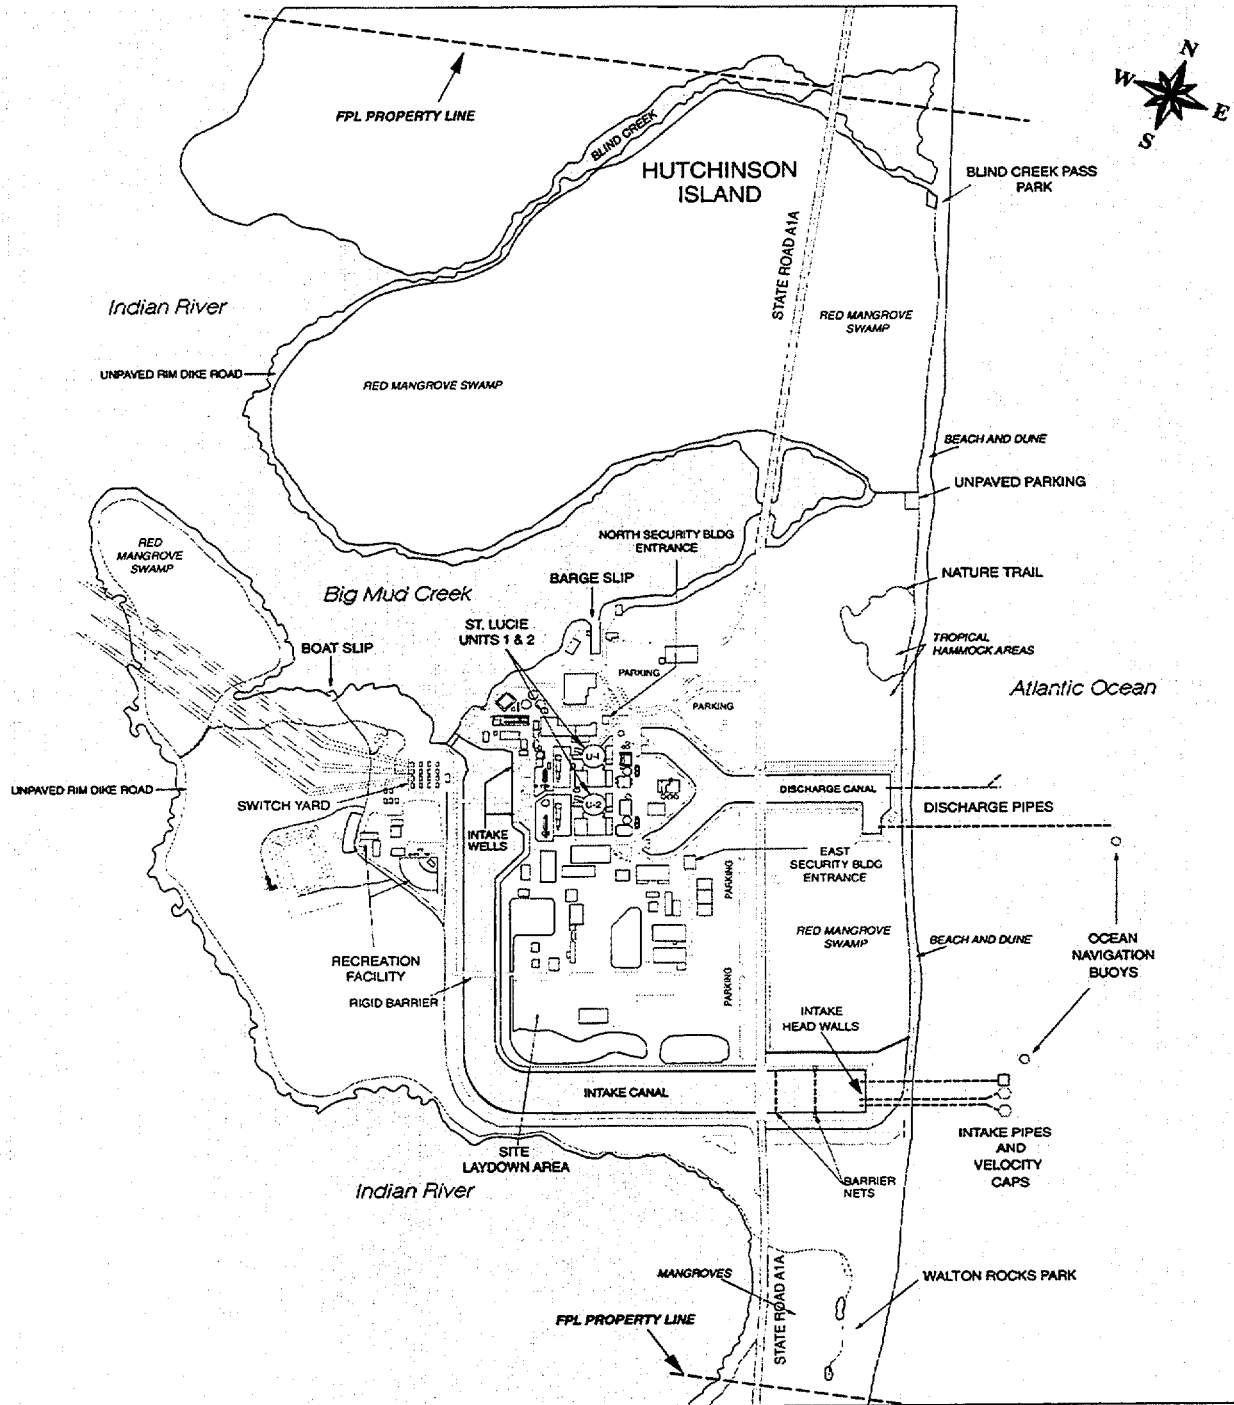 N
W
E
S
FPL PROPERTY LINE
BLIND CREEK
HUTCHINSON
ISLAND
BLIND CREEK PASS
PARK
STATE ROAD A1A
Indian River
RED MANGROVE
SWAMP
UNPAVED RIM DIKE ROAD
RED MANGROVE SWAMP
BEACH AND DUNE
UNPAVED PARKING
NORTH SECURITY BLDG
ENTRANCE
RED
MANGROVE
SWAMP
Big Mud Creek
BARGE SLIP
NATURE TRAIL
ST. LUCIE
UNITS 1 & 2
BOAT SLIP
TROPICAL
HAMMOCK AREAS
PARKING
PARKING
Atlantic Ocean
U-1
UNPAVED RIM DIKE ROAD
SWITCH YARD
U-2
DISCHARGE CANAL
DISCHARGE PIPES
INTAKE
WELLS
EAST
SECURITY BLDG
ENTRANCE
PARKING
RED MANGROVE
SWAMP
BEACH AND DUNE
OCEAN
NAVIGATION
BUOYS
RECREATION
FACILITY
RIGID BARRIER
PARKING
INTAKE
HEAD WALLS
INTAKE CANAL
INTAKE PIPES
AND
VELOCITY
CAPS
SITE
LAYDOWN AREA
BARRIER
NETS
Indian River
MANGROVES
STATE ROAD A1A
WALTON ROCKS PARK
FPL PROPERTY LINE